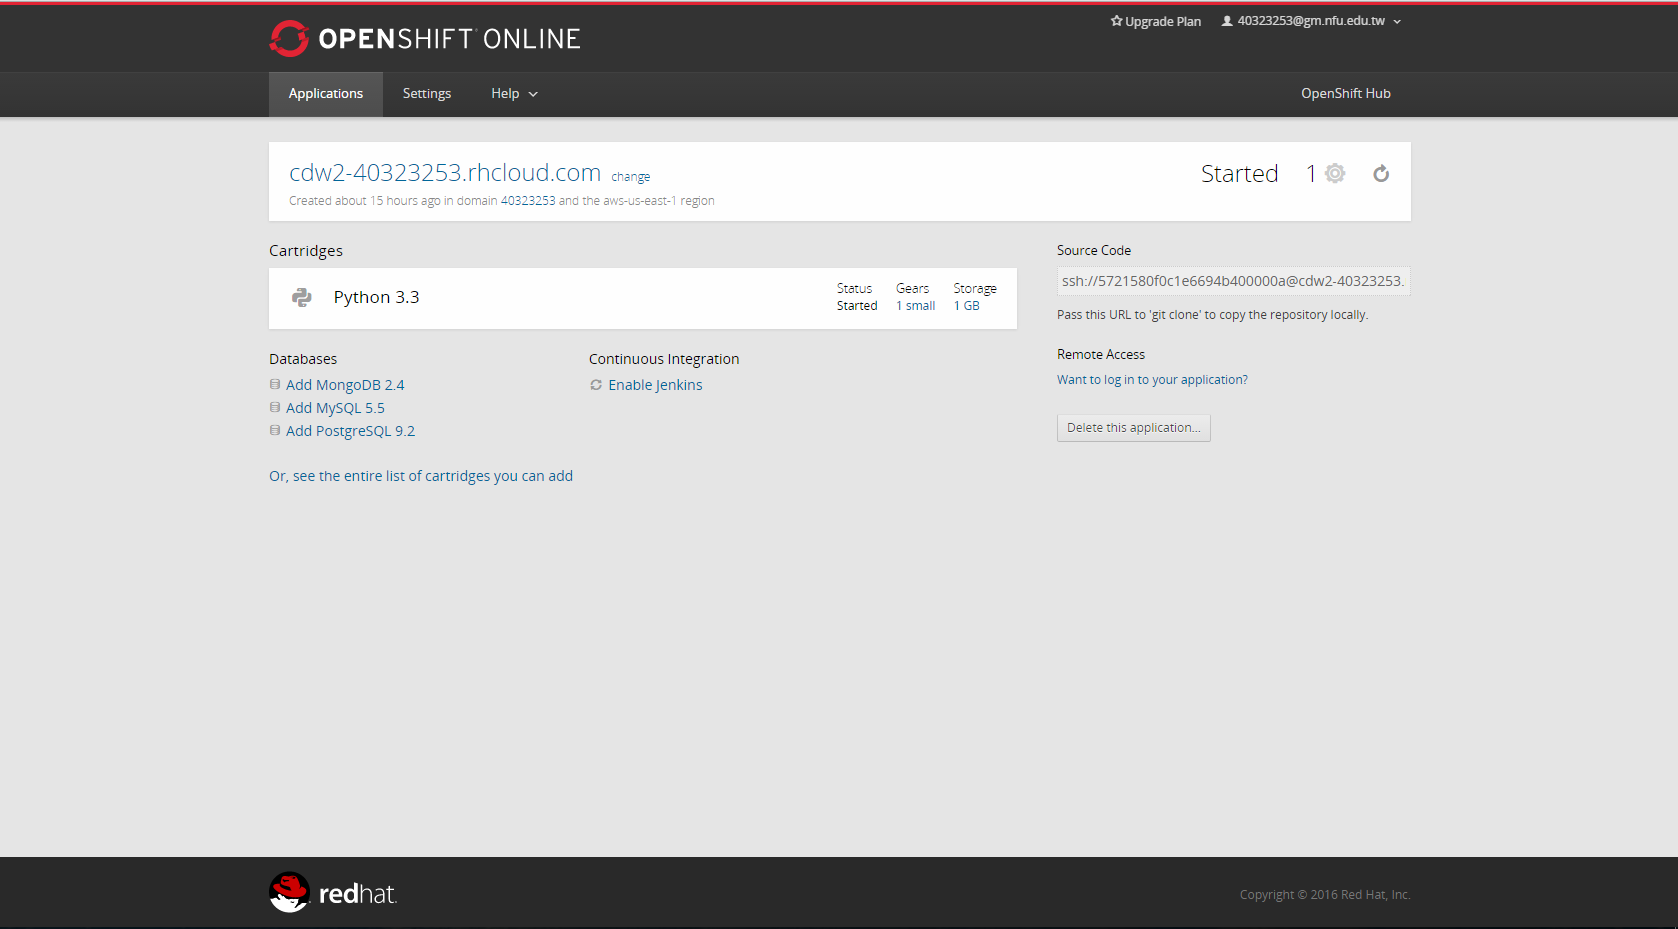 OPENSHIFT ONLINE
Upgrade Plan 40323253@gm.nfu.edu.tw
Applications Settings Help OpenShift Hub
cdw2-40323253.rhcloud.com change
Started 1
Created about 15 hours ago in domain 40323253 and the aws-us-east-1 region
Cartridges
Python 3.3
Status Gears Storage
Started 1 small 1 GB
Databases
Add MongoDB 2.4
Add MySQL 5.5
Add PostgreSQL 9.2
Continuous Integration
Enable Jenkins
Or, see the entire list of cartridges you can add
Source Code
ssh://5721580f0c1e6694b400000a@cdw2-40323253.
Pass this URL to 'git clone' to copy the repository locally.
Remote Access
Want to log in to your application?
Delete this application...
redhat.
Copyright © 2016 Red Hat, Inc.